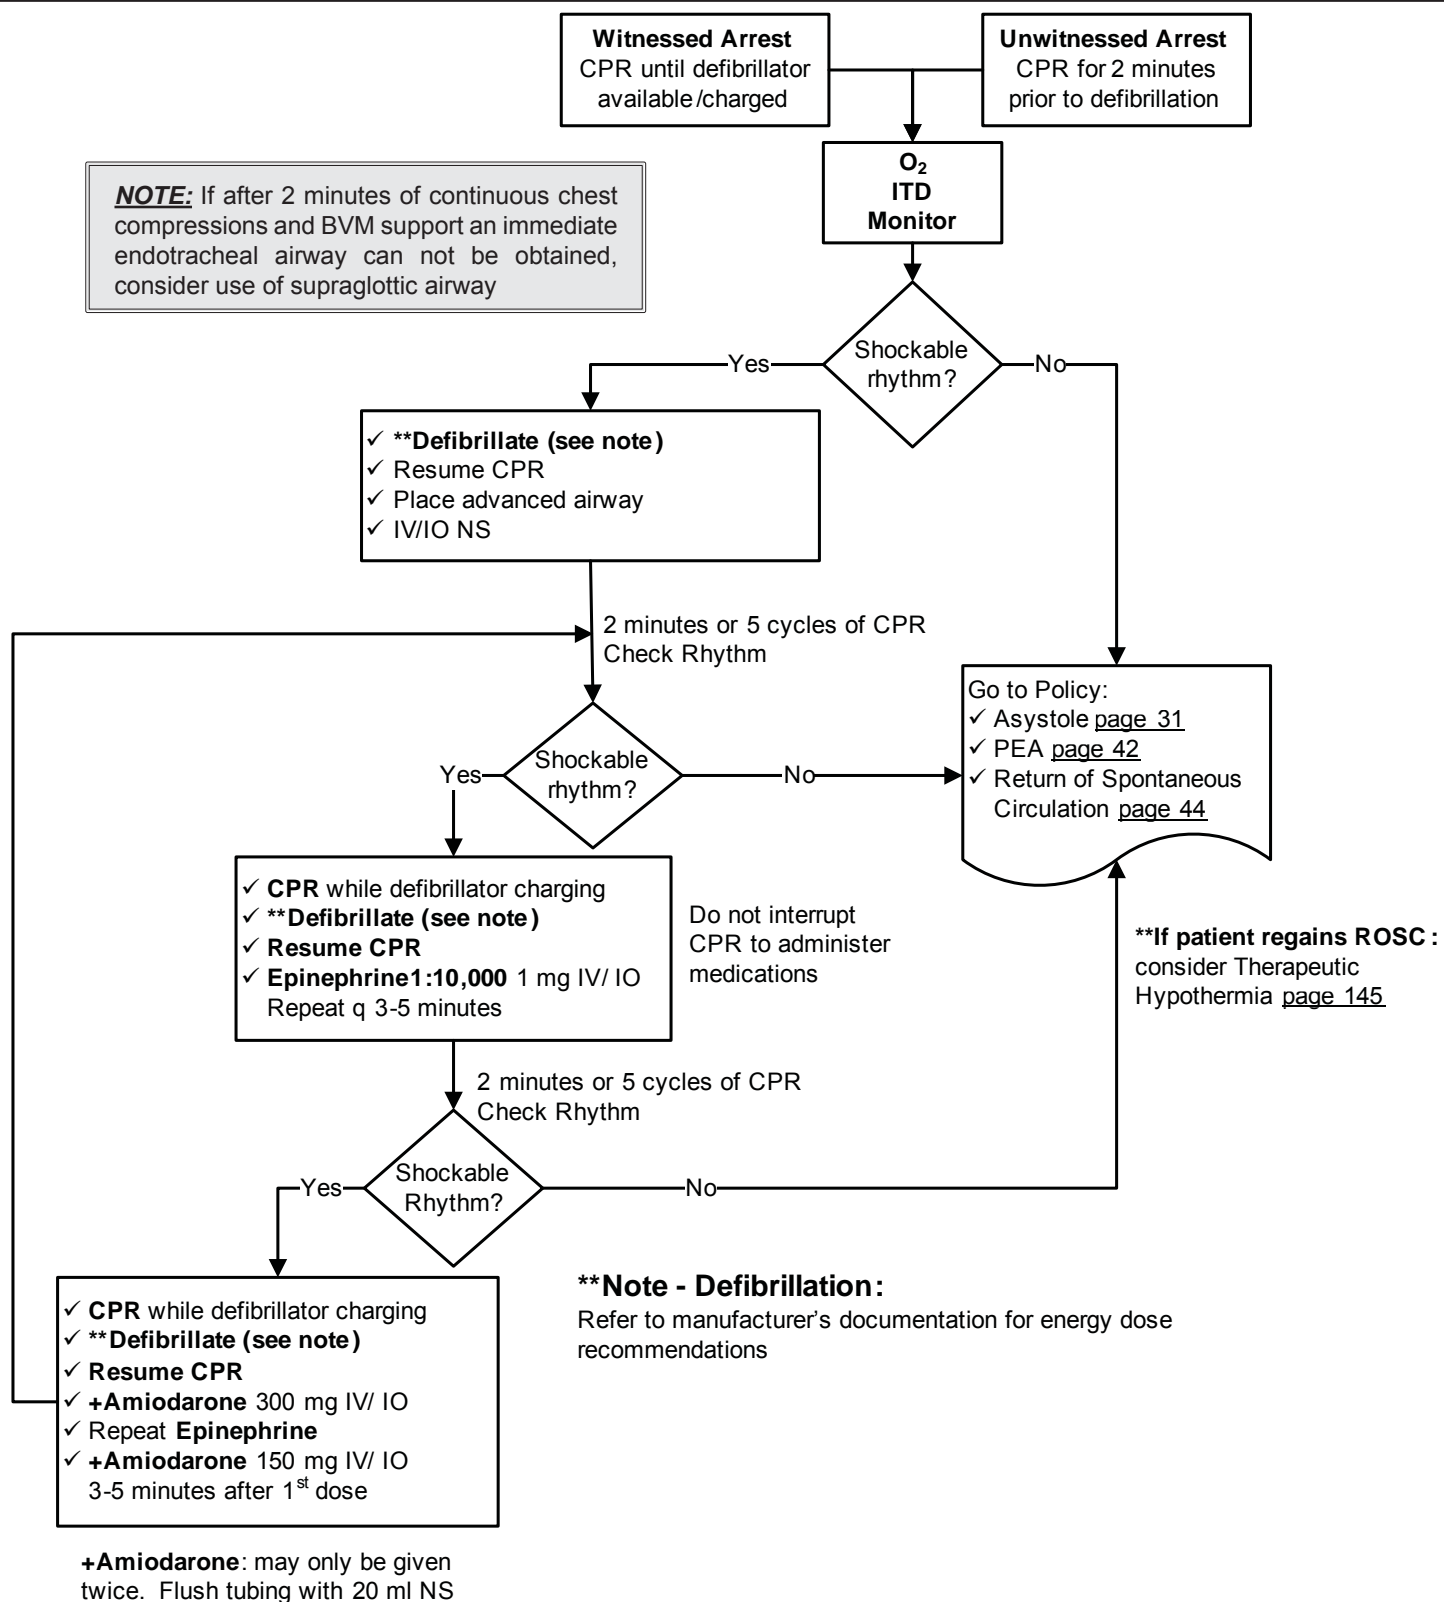 Witnessed Arrest
CPR until defibrillator
available/charged
Unwitnessed Arrest
CPR for 2 minutes
prior to defibrillation
O₂
ITD
Monitor
NOTE: If after 2 minutes of continuous chest
compressions and BVM support an immediate
endotracheal airway can not be obtained,
consider use of supraglottic airway
Shockable
rhythm?
Yes
No
✓ **Defibrillate (see note)
✓ Resume CPR
✓ Place advanced airway
✓ IV/IO NS
2 minutes or 5 cycles of CPR
Check Rhythm
Go to Policy:
✓ Asystole page 31
✓ PEA page 42
✓ Return of Spontaneous
Circulation page 44
Shockable
rhythm?
Yes
No
✓ CPR while defibrillator charging
✓ **Defibrillate (see note)
✓ Resume CPR
✓ Epinephrine1:10,000 1 mg IV/ IO
Repeat q 3-5 minutes
Do not interrupt
CPR to administer
medications
**If patient regains ROSC:
consider Therapeutic
Hypothermia page 145
2 minutes or 5 cycles of CPR
Check Rhythm
Shockable
Rhythm?
Yes
No
✓ CPR while defibrillator charging
✓ **Defibrillate (see note)
✓ Resume CPR
✓ +Amiodarone 300 mg IV/ IO
✓ Repeat Epinephrine
✓ +Amiodarone 150 mg IV/ IO
3-5 minutes after 1st dose
**Note - Defibrillation:
Refer to manufacturer's documentation for energy dose
recommendations
+Amiodarone: may only be given
twice. Flush tubing with 20 ml NS